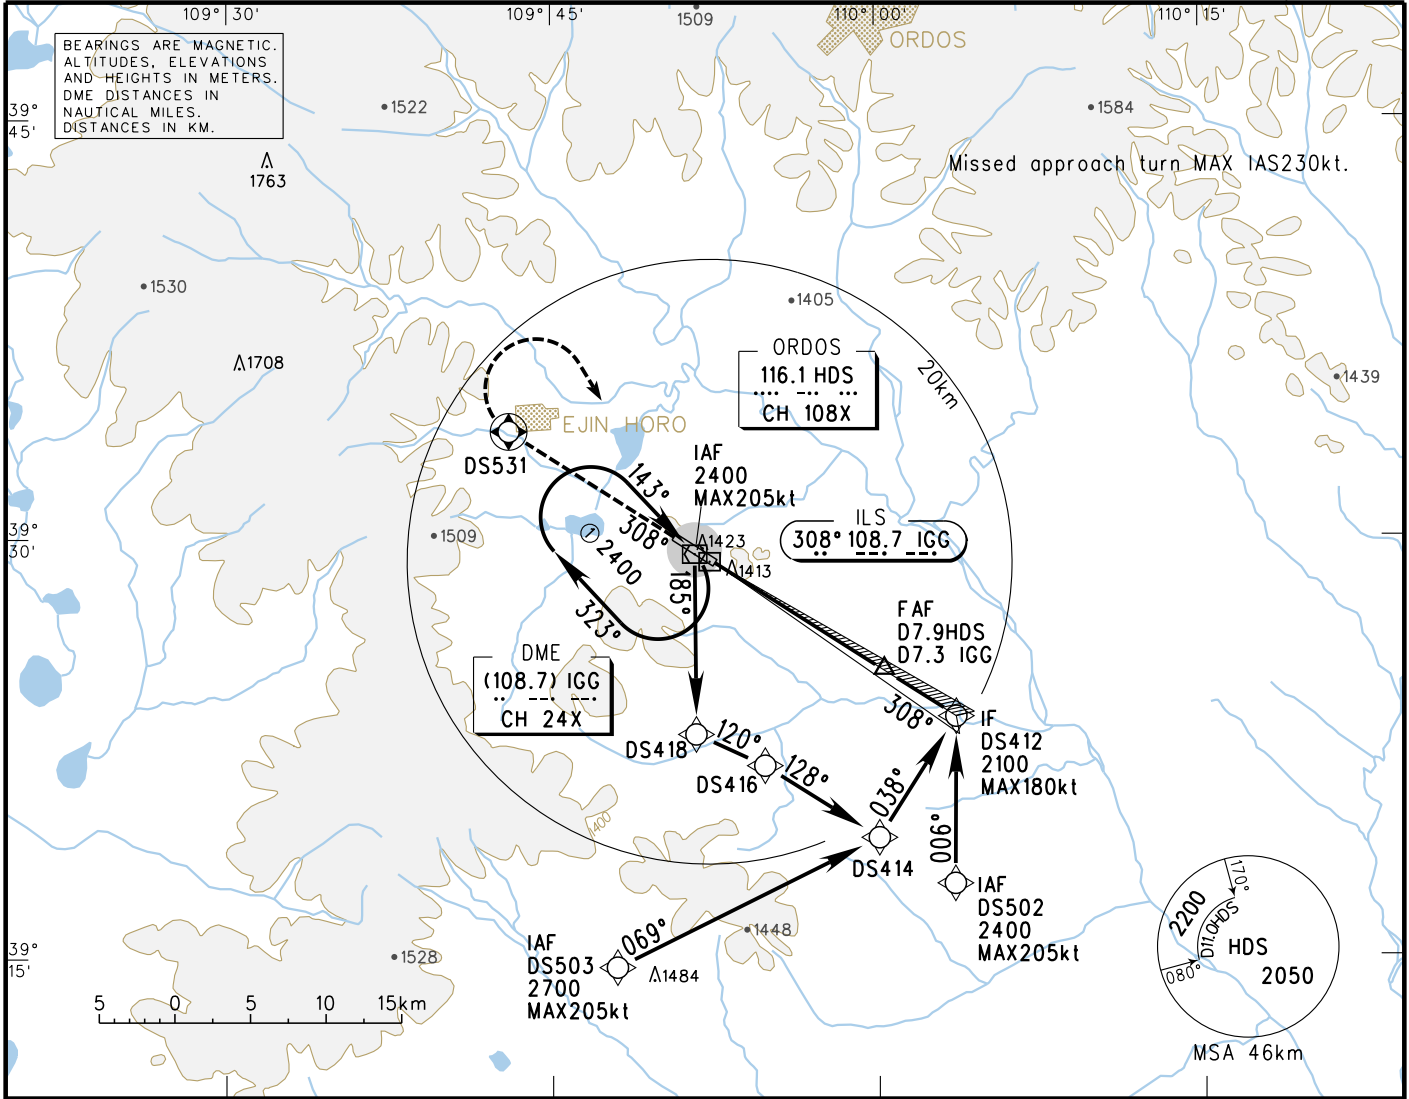 109° 30'
109° 45'
110° 00'
110° 15'
1509
ORDOS
BEARINGS ARE MAGNETIC.
ALTITUDES, ELEVATIONS
AND HEIGHTS IN METERS.
DME DISTANCES IN
NAUTICAL MILES.
DISTANCES IN KM.
39°
45'
1522
1584
1763
Missed approach turn MAX IAS230kt.
1530
1405
1708
20km
1439
ORDOS
116.1 HDS
CH 108X
EJIN HORO
DS531
IAF
2400
MAX205kt
143°
308°
1 2400
323°
185°
1423
1413
ILS
308° 108.7 IGG
39°
30'
1509
FAF
D7.9HDS
D7.3 IGG
DME
(108.7) IGG
CH 24X
308°
IF
DS412
2100
MAX180kt
DS418
120°
DS416
128°
038°
006°
DS414
1400
IAF
DS502
2400
MAX205kt
069°
1448
IAF
DS503
2700
MAX205kt
1484
1528
39°
15'
170°
2200
D11.0HDS
HDS
2050
080°
MSA 46km
5 0 5 10 15km